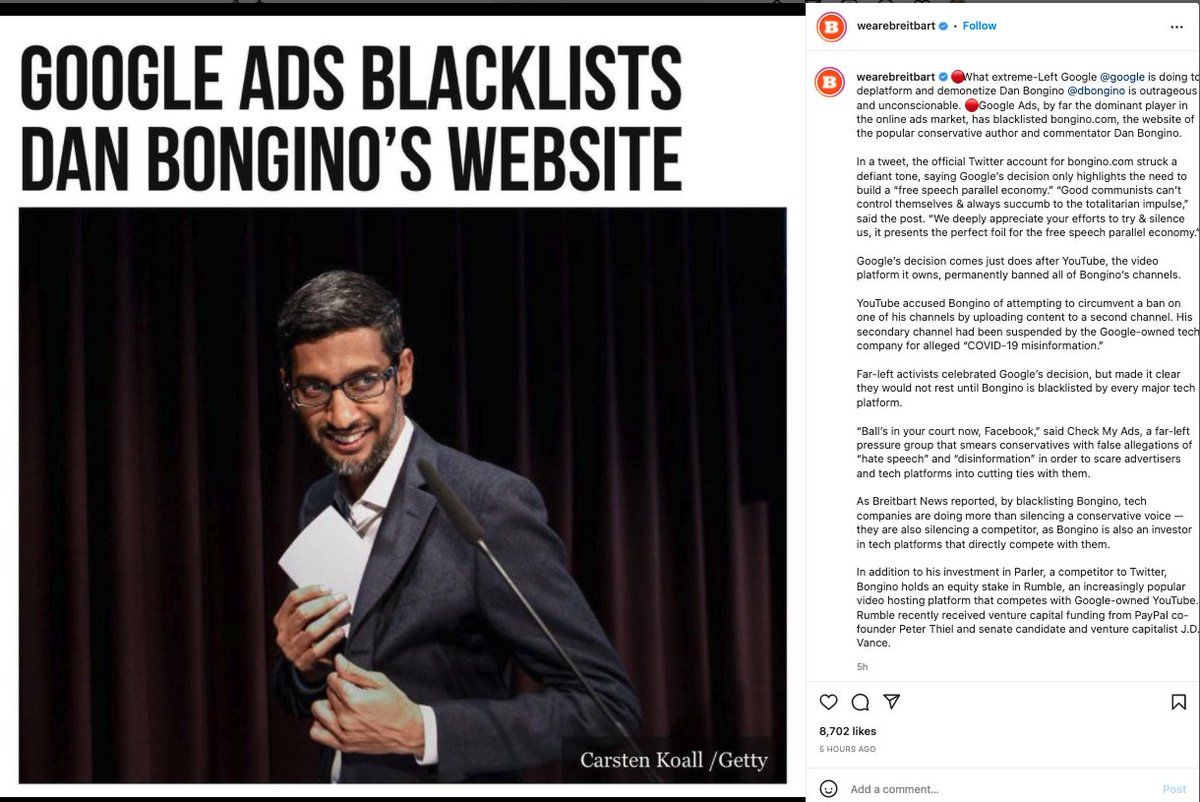 GOOGLE ADS BLACKLISTS
DAN BONGINO'S WEBSITE
Carsten Koall /Getty
wearebreitbart • Follow
wearebreitbart 🔴What extreme-Left Google @google is doing to
deplatform and demonetize Dan Bongino @dbongino is outrageous
and unconscionable. 🔴Google Ads, by far the dominant player in
the online ads market, has blacklisted bongino.com, the website of
the popular conservative author and commentator Dan Bongino.
In a tweet, the official Twitter account for bongino.com struck a
defiant tone, saying Google's decision only highlights the need to
build a “free speech parallel economy.” “Good communists can't
control themselves & always succumb to the totalitarian impulse,”
said the post. “We deeply appreciate your efforts to try & silence
us, it presents the perfect foil for the free speech parallel economy.”
Google's decision comes just does after YouTube, the video
platform it owns, permanently banned all of Bongino's channels.
YouTube accused Bongino of attempting to circumvent a ban on
one of his channels by uploading content to a second channel. His
secondary channel had been suspended by the Google-owned tech
company for alleged “COVID-19 misinformation.”
Far-left activists celebrated Google's decision, but made it clear
they would not rest until Bongino is blacklisted by every major tech
platform.
“Ball's in your court now, Facebook,” said Check My Ads, a far-left
pressure group that smears conservatives with false allegations of
“hate speech” and “disinformation” in order to scare advertisers
and tech platforms into cutting ties with them.
As Breitbart News reported, by blacklisting Bongino, tech
companies are doing more than silencing a conservative voice —
they are also silencing a competitor, as Bongino is also an investor
in tech platforms that directly compete with them.
In addition to his investment in Parler, a competitor to Twitter,
Bongino holds an equity stake in Rumble, an increasingly popular
video hosting platform that competes with Google-owned YouTube.
Rumble recently received venture capital funding from PayPal co-
founder Peter Thiel and senate candidate and venture capitalist J.D.
Vance.
5h
8,702 likes
5 HOURS AGO
Add a comment...
Post